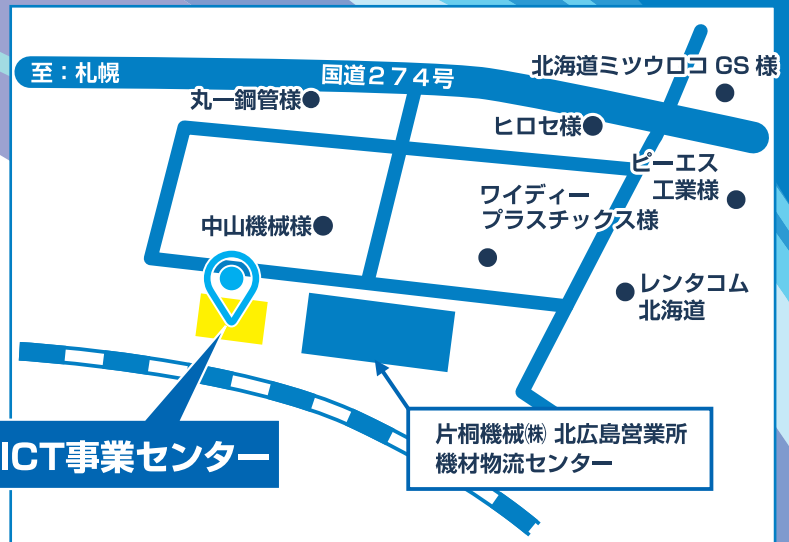 北海道ミツウロコ GS 様
至：札幌
国道２７４号
丸一鋼管様
ヒロセ様
ピーエス
工業様
ワイディー
プラスチックス様
中山機械様
レンタコム
北海道
片桐機械㈱ 北広島営業所
機材物流センター
ICT事業センター